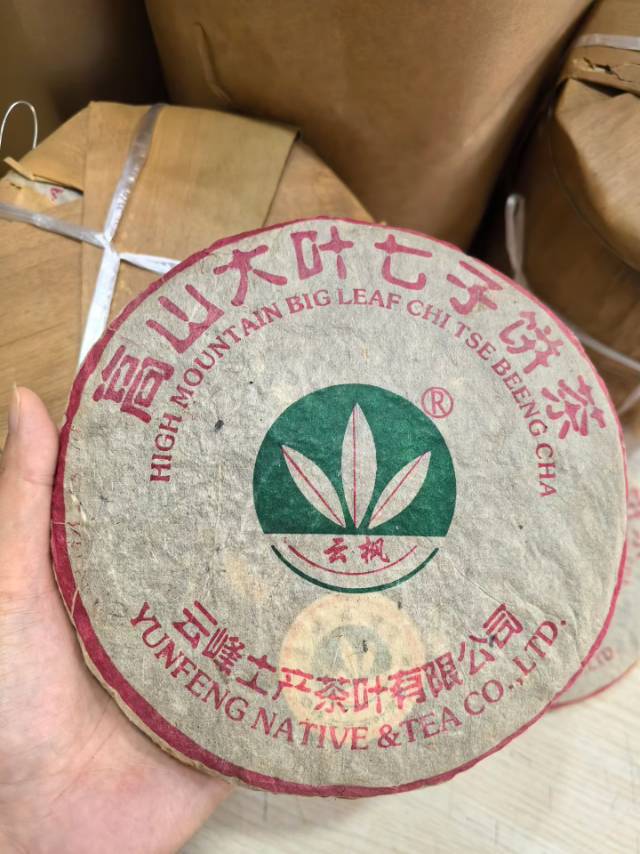 高山大叶七子饼茶
HIGH MOUNTAIN BIG LEAF CHI TSE BEENG CHA
®
云枫
云峰土产茶叶有限公司
YUNFENG NATIVE & TEA CO.,LTD.